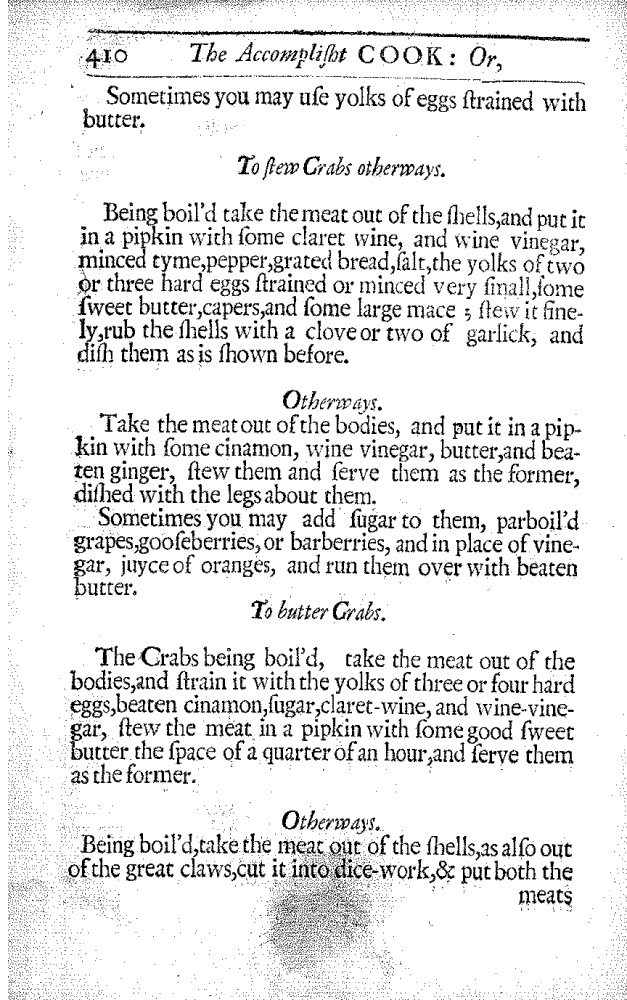 410 The Accompliſht COOK: Or,
Sometimes you may uſe yolks of eggs ſtrained with
butter.
To ſtew Crabs otherways.
Being boil'd take the meat out of the ſhells,and put it
in a pipkin with ſome claret wine, and wine vinegar,
minced tyme,pepper,grated bread,ſalt,the yolks of two
or three hard eggs ſtrained or minced very ſmall,ſome
ſweet butter,capers,and ſome large mace ; ſtew it fine-
ly,rub the ſhells with a clove or two of garlick, and
diſh them as is ſhown before.
Otherways.
Take the meat out of the bodies, and put it in a pip-
kin with ſome cinamon, wine vinegar, butter,and bea-
ten ginger, ſtew them and ſerve them as the former,
diſhed with the legs about them.
Sometimes you may add ſugar to them, parboil'd
grapes,gooſeberries, or barberries, and in place of vine-
gar, juyce of oranges, and run them over with beaten
butter.
To butter Crabs.
The Crabs being boil'd, take the meat out of the
bodies,and ſtrain it with the yolks of three or four hard
eggs,beaten cinamon,ſugar,claret-wine, and wine-vine-
gar, ſtew the meat in a pipkin with ſome good ſweet
butter the ſpace of a quarter of an hour,and ſerve them
as the former.
Otherways.
Being boil'd,take the meat out of the ſhells,as alſo out
of the great claws,cut it into dice-work,& put both the
meats